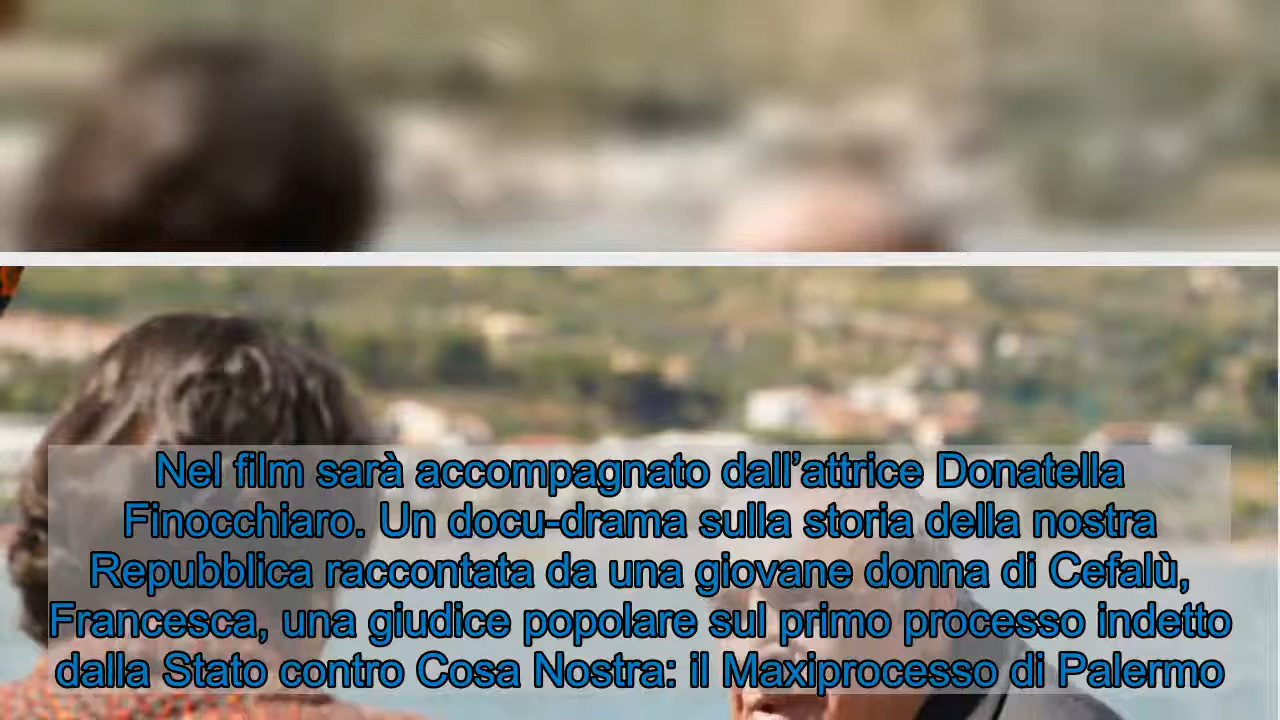 Nel film sarà accompagnato dall’attrice Donatella
Finocchiaro. Un docu-drama sulla storia della nostra
Repubblica raccontata da una giovane donna di Cefalù,
Francesca, una giudice popolare sul primo processo indetto
dalla Stato contro Cosa Nostra: il Maxiprocesso di Palermo